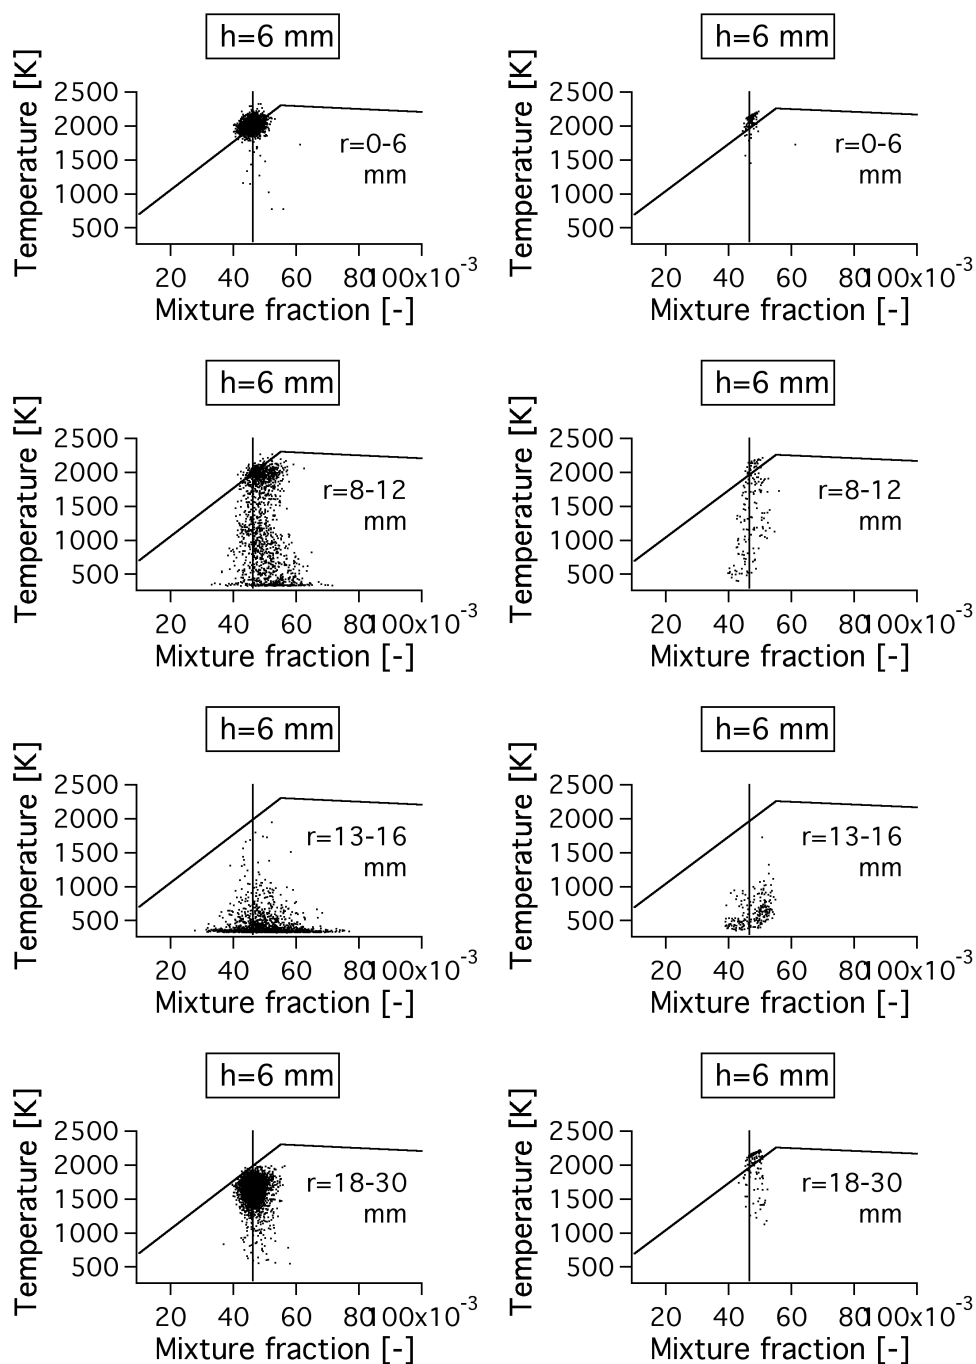 h=6 mm
h=6 mm
Temperature [K]
2500
2000
1500
1000
500
r=0-6
mm
20 40 60 80 100x10-3
Mixture fraction [-]
Temperature [K]
2500
2000
1500
1000
500
r=0-6
mm
20 40 60 80 100x10-3
Mixture fraction [-]
h=6 mm
h=6 mm
Temperature [K]
2500
2000
1500
1000
500
r=8-12
mm
20 40 60 80 100x10-3
Mixture fraction [-]
Temperature [K]
2500
2000
1500
1000
500
r=8-12
mm
20 40 60 80 100x10-3
Mixture fraction [-]
h=6 mm
h=6 mm
Temperature [K]
2500
2000
1500
1000
500
r=13-16
mm
20 40 60 80 100x10-3
Mixture fraction [-]
Temperature [K]
2500
2000
1500
1000
500
r=13-16
mm
20 40 60 80 100x10-3
Mixture fraction [-]
h=6 mm
h=6 mm
Temperature [K]
2500
2000
1500
1000
500
r=18-30
mm
20 40 60 80 100x10-3
Mixture fraction [-]
Temperature [K]
2500
2000
1500
1000
500
r=18-30
mm
20 40 60 80 100x10-3
Mixture fraction [-]